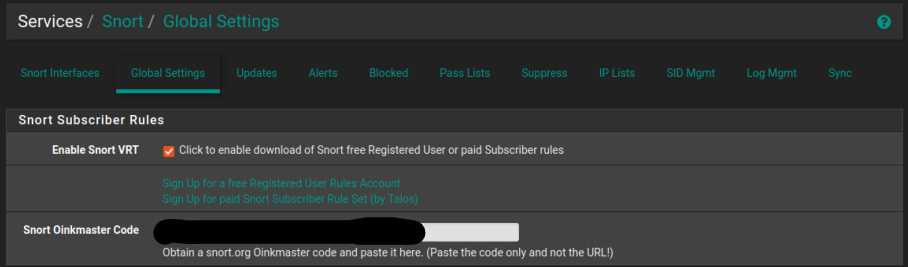 Services / Snort / Global Settings
Snort Interfaces Global Settings Updates Alerts Blocked Pass Lists Suppress IP Lists SID Mgmt Log Mgmt Sync
Snort Subscriber Rules
Enable Snort VRT Click to enable download of Snort free Registered User or paid Subscriber rules
Sign Up for a free Registered User Rules Account
Sign Up for paid Snort Subscriber Rule Set (by Talos)
Snort Oinkmaster Code
Obtain a snort.org Oinkmaster code and paste it here. (Paste the code only and not the URL!)